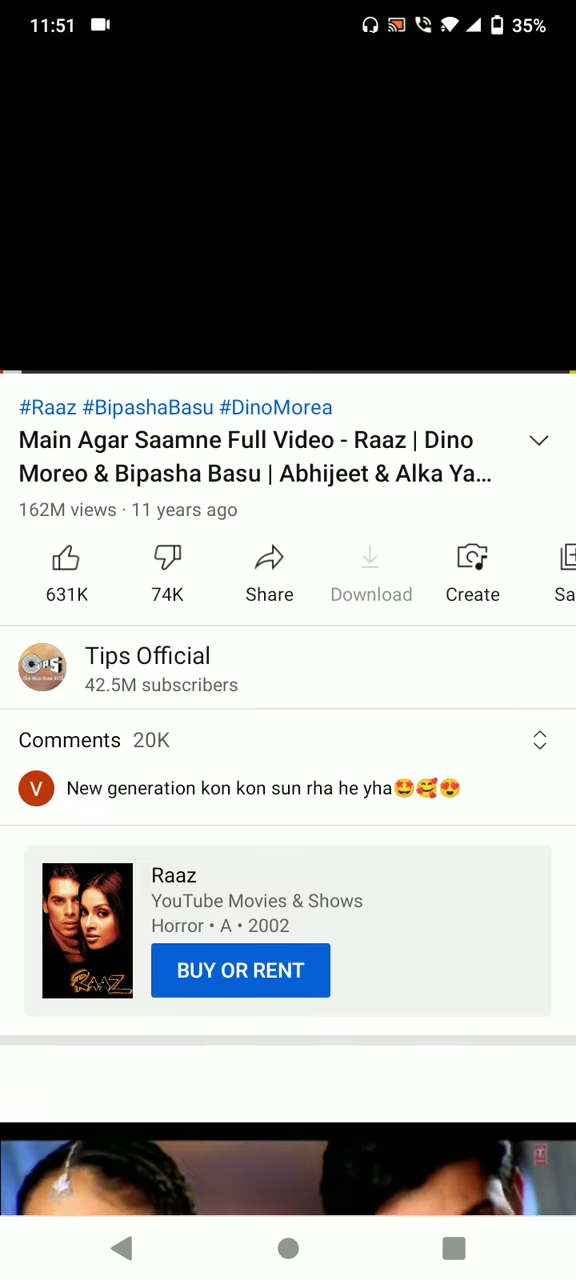 11:51
35%
#Raaz #BipashaBasu #DinoMorea
Main Agar Saamne Full Video - Raaz | Dino
Moreo & Bipasha Basu | Abhijeet & Alka Ya...
162M views · 11 years ago
631K
74K
Share
Download
Create
Sa
Tips Official
42.5M subscribers
Comments 20K
V
New generation kon kon sun rha he yha🤩🥰😍
Raaz
YouTube Movies & Shows
Horror • A • 2002
BUY OR RENT
RAAZ